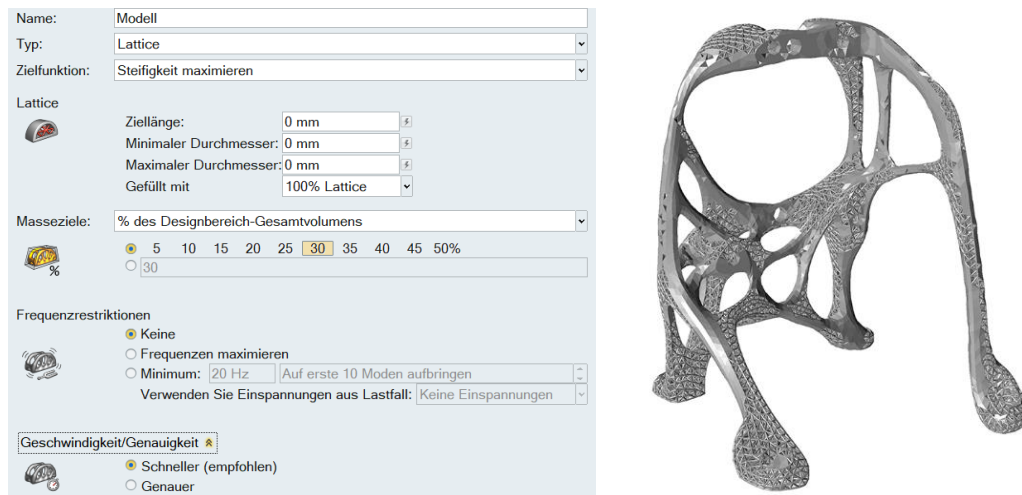 Name: Modell
Typ: Lattice
Zielfunktion: Steifigkeit maximieren
Lattice
Ziellänge: 0 mm
Minimaler Durchmesser: 0 mm
Maximaler Durchmesser: 0 mm
Gefüllt mit 100% Lattice
Masseziele: % des Designbereich-Gesamtvolumens
5 10 15 20 25 30 35 40 45 50%
%
30
Frequenzrestriktionen
Keine
Frequenzen maximieren
Minimum: 20 Hz Auf erste 10 Moden aufbringen
Verwenden Sie Einspannungen aus Lastfall: Keine Einspannungen
Geschwindigkeit/Genauigkeit
Schneller (empfohlen)
Genauer